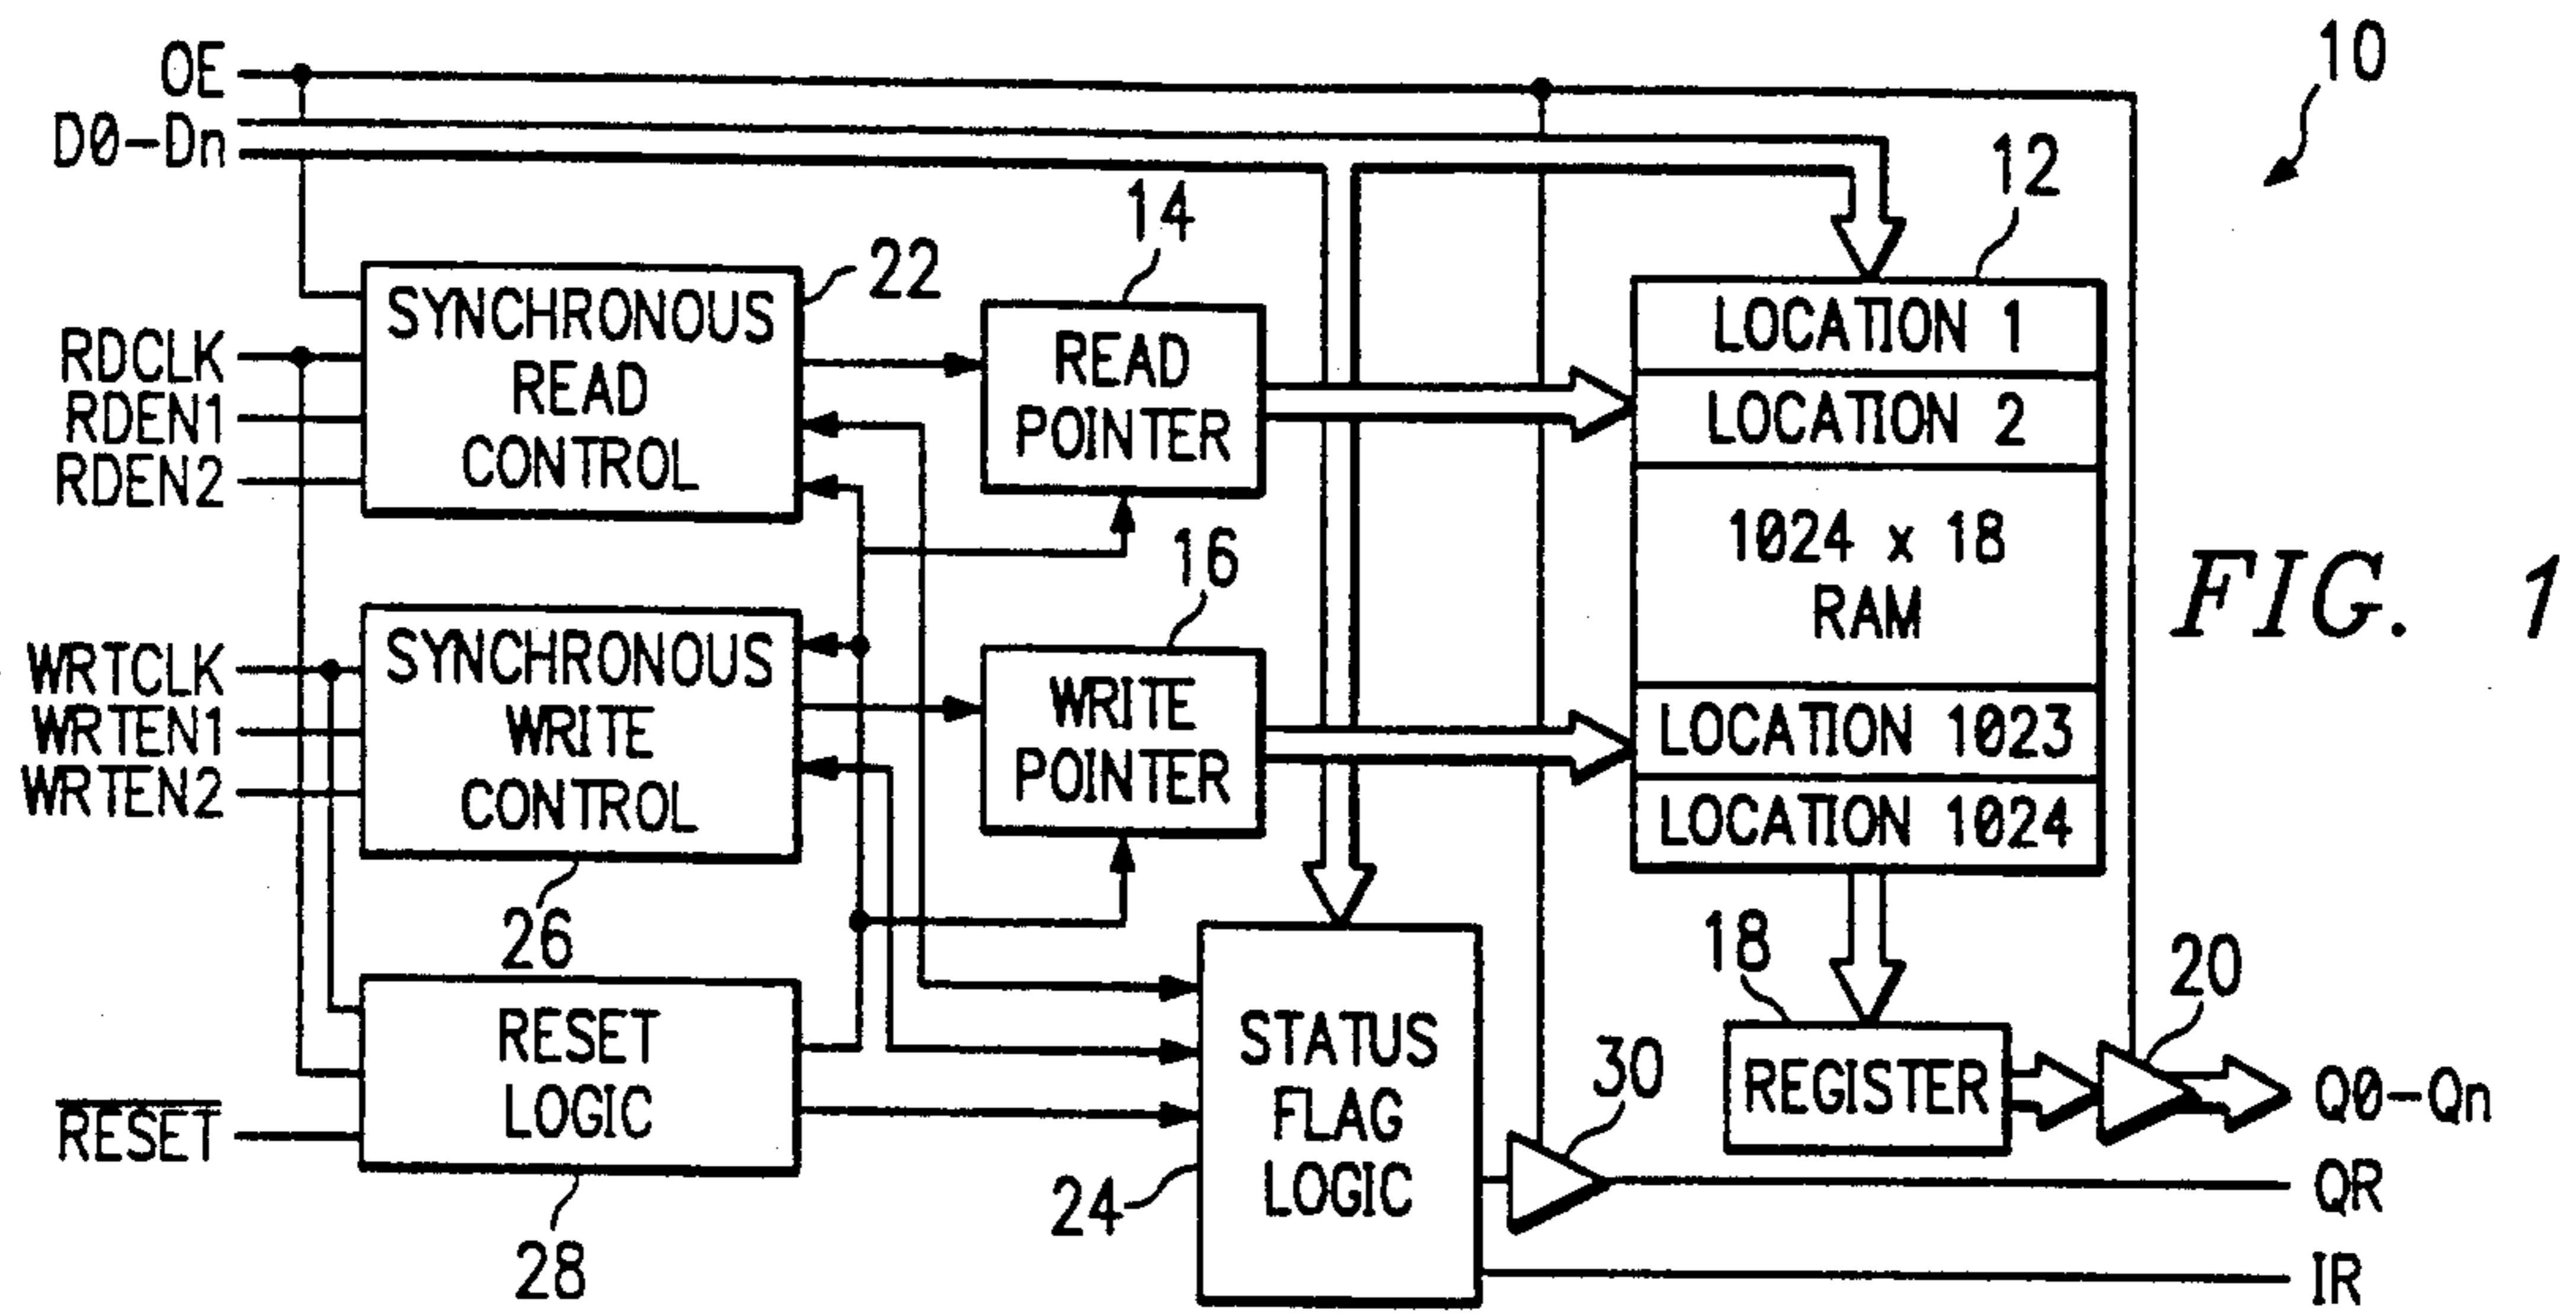 OE
D0-Dn
10
12
14
22
SYNCHRONOUS
READ
CONTROL
RDCLK
RDEN1
RDEN2
READ
POINTER
LOCATION 1
LOCATION 2
1024 x 18
RAM
LOCATION 1023
LOCATION 1024
FIG. 1
16
SYNCHRONOUS
WRITE
CONTROL
WRTCLK
WRTEN1
WRTEN2
WRITE
POINTER
26
18
20
RESET
LOGIC
RESET
28
STATUS
FLAG
LOGIC
24
30
REGISTER
Q0-Qn
QR
IR